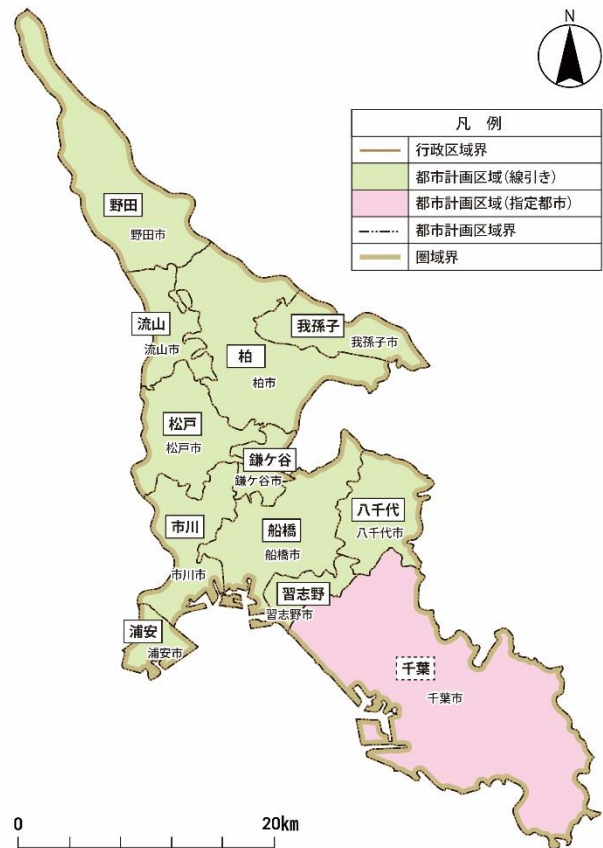 N
凡 例
行政区域界
都市計画区域(線引き)
都市計画区域(指定都市)
都市計画区域界
圏域界
野田
野田市
流山
流山市
我孫子
我孫子市
柏
柏市
松戸
松戸市
鎌ケ谷
鎌ケ谷市
八千代
八千代市
市川
市川市
船橋
船橋市
習志野
習志野市
浦安
浦安市
千葉
千葉市
0 20km